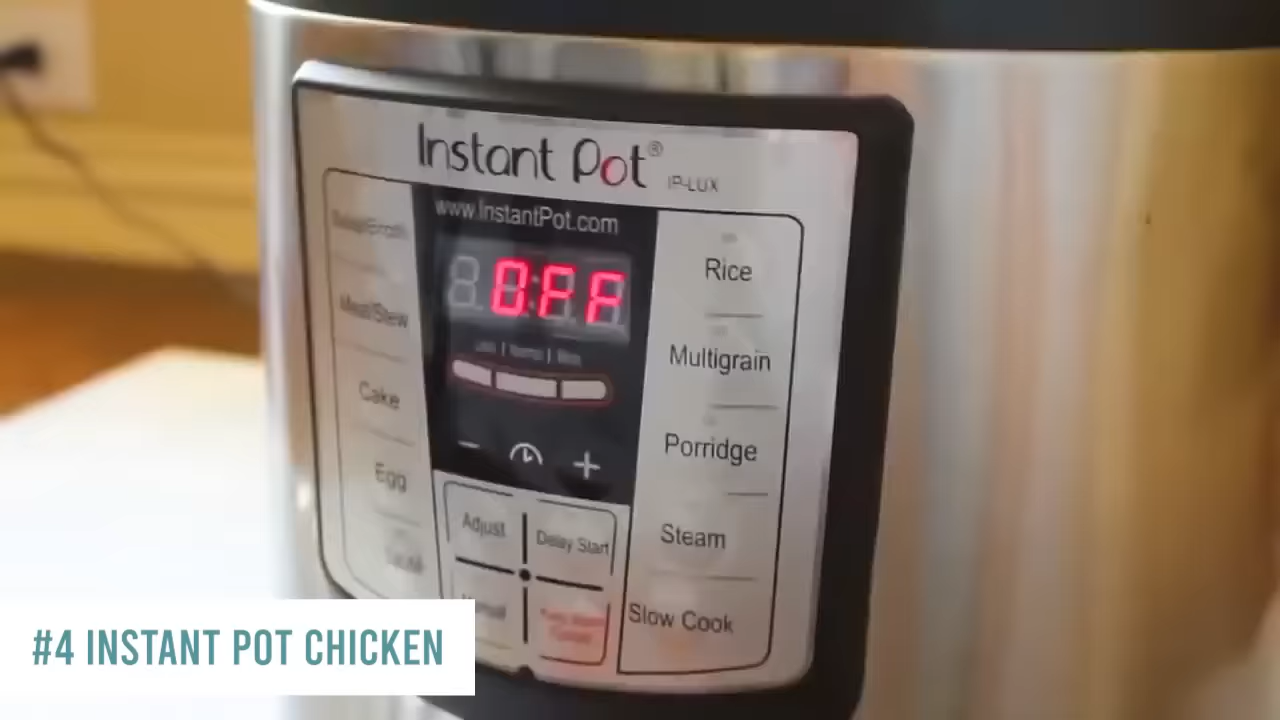 Instant Pot®
IP-LUX
www.InstantPot.com
OFF
Meat/Stew
Cake
Egg
Rice
Multigrain
Porridge
Steam
Slow Cook
Adjust
Delay Start
#4 INSTANT POT CHICKEN